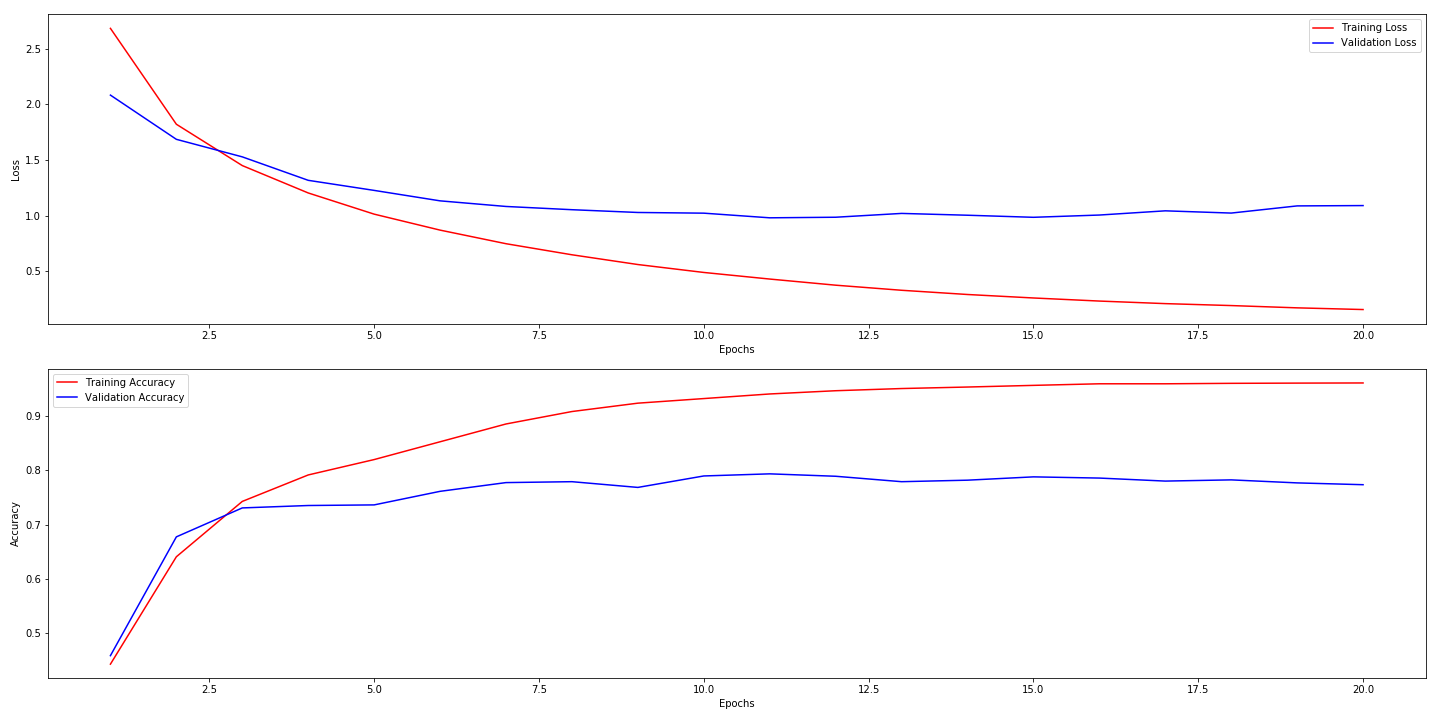 Training Loss
Validation Loss
2.5
2.0
1.5
1.0
0.5
Loss
2.5 5.0 7.5 10.0 12.5 15.0 17.5 20.0
Epochs
Training Accuracy
Validation Accuracy
0.9
0.8
0.7
0.6
0.5
Accuracy
2.5 5.0 7.5 10.0 12.5 15.0 17.5 20.0
Epochs